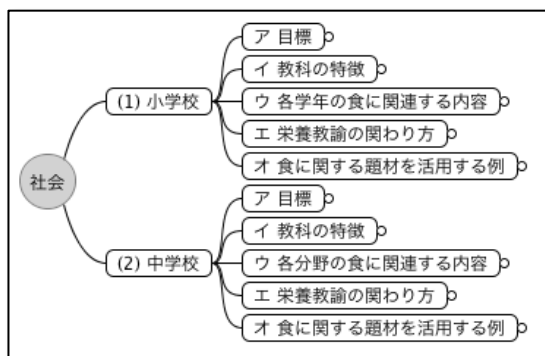 社会
(1) 小学校
ア 目標
イ 教科の特徴
ウ 各学年の食に関連する内容
エ 栄養教諭の関わり方
オ 食に関する題材を活用する例
(2) 中学校
ア 目標
イ 教科の特徴
ウ 各分野の食に関連する内容
エ 栄養教諭の関わり方
オ 食に関する題材を活用する例